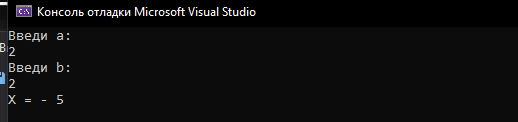 Консоль отладки Microsoft Visual Studio
Введи a:
2
Введи b:
2
X = - 5